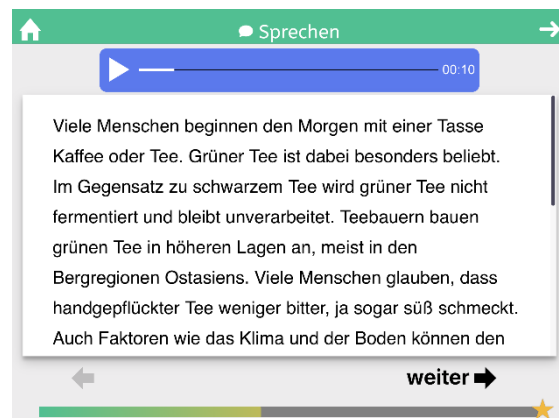 Sprechen
00:10
Viele Menschen beginnen den Morgen mit einer Tasse
Kaffee oder Tee. Grüner Tee ist dabei besonders beliebt.
Im Gegensatz zu schwarzem Tee wird grüner Tee nicht
fermentiert und bleibt unverarbeitet. Teebauern bauen
grünen Tee in höheren Lagen an, meist in den
Bergregionen Ostasiens. Viele Menschen glauben, dass
handgepflückter Tee weniger bitter, ja sogar süß schmeckt.
Auch Faktoren wie das Klima und der Boden können den
weiter